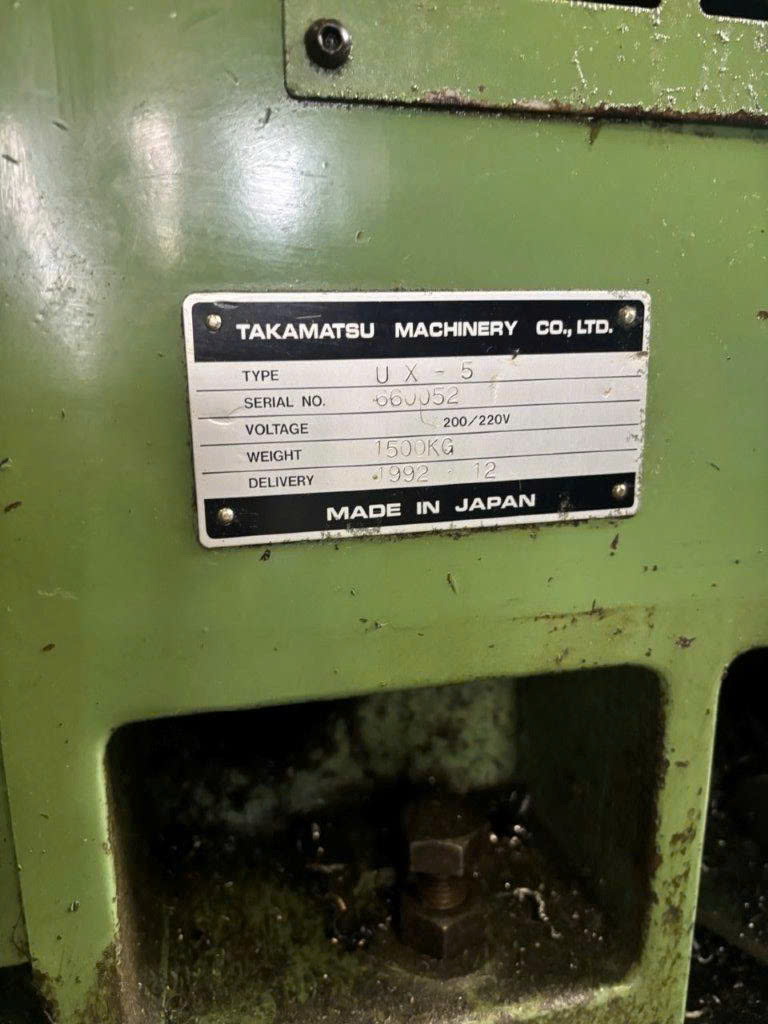 TAKAMATSU MACHINERY CO., LTD.
TYPE U X - 5
SERIAL NO. 660052
VOLTAGE 200/220V
WEIGHT 1500KG
DELIVERY 1992 · 12
MADE IN JAPAN